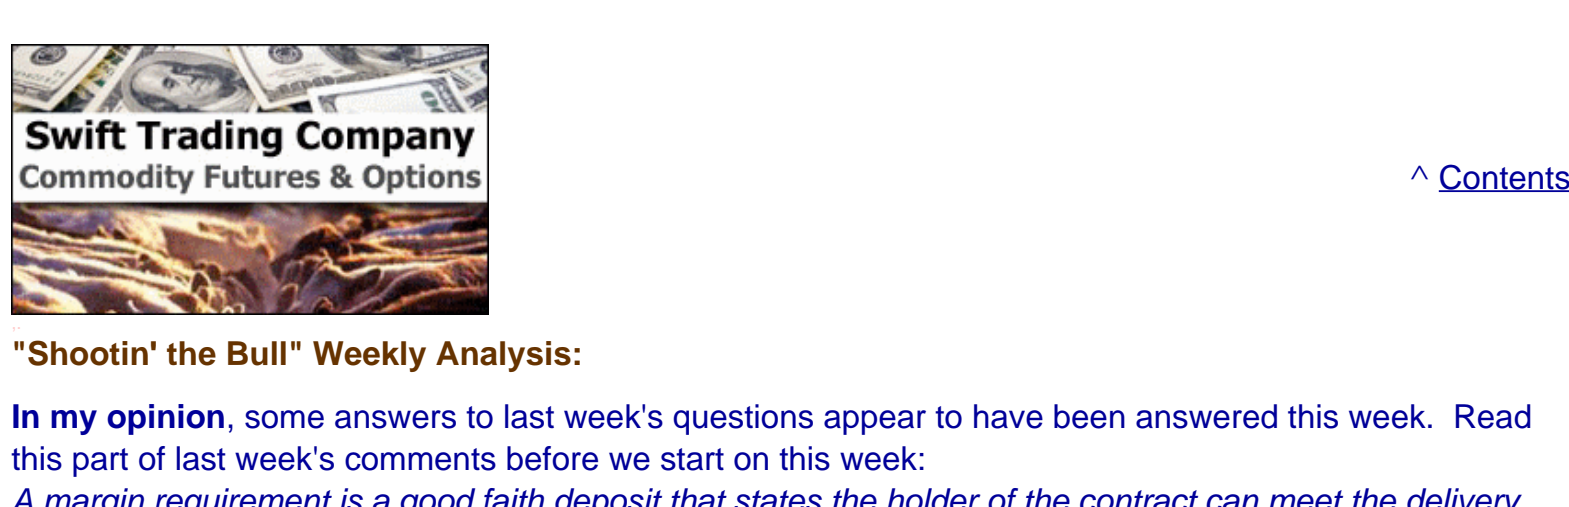 Swift Trading Company
Commodity Futures & Options
^ Contents
"Shootin' the Bull" Weekly Analysis:
In my opinion, some answers to last week's questions appear to have been answered this week.  Read
this part of last week's comments before we start on this week:
A margin requirement is a good faith deposit that states the holder of the contract can meet the delivery